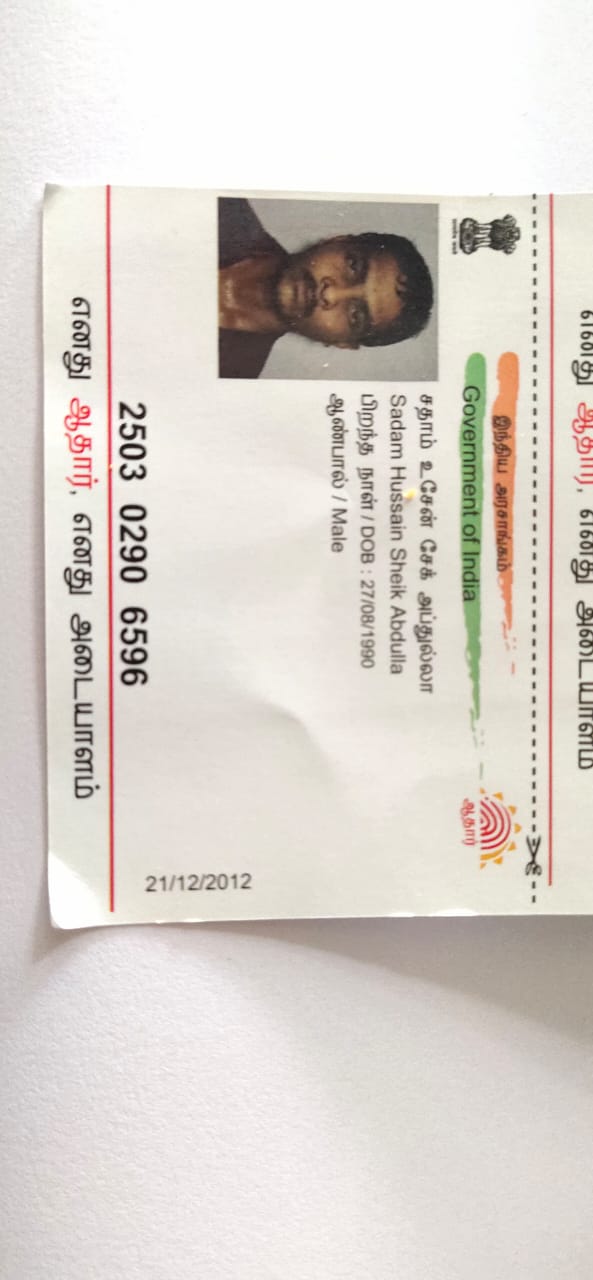 எனது ஆதார், எனது அடையாளம்
இந்திய அரசாங்கம்
Government of India
ஆதார்
சதாம் உசேன் சேக் அப்துல்லா
Sadam Hussain Sheik Abdulla
பிறந்த நாள் / DOB : 27/08/1990
ஆண்பால் / Male
21/12/2012
2503 0290 6596
எனது ஆதார், எனது அடையாளம்